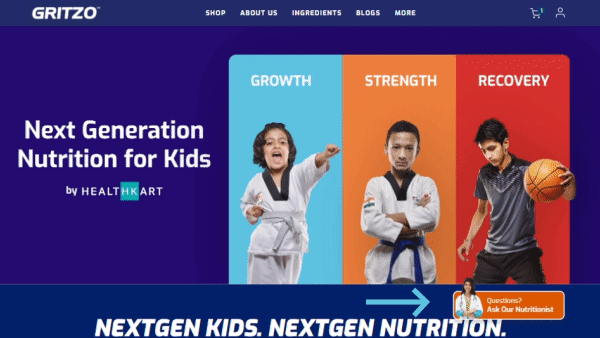 GRITZO™
SHOP ABOUT US INGREDIENTS BLOGS MORE
1
GROWTH STRENGTH RECOVERY
Next Generation
Nutrition for Kids
by HEALTHKART
Questions?
Ask Our Nutritionist
NEXTGEN KIDS. NEXTGEN NUTRITION.